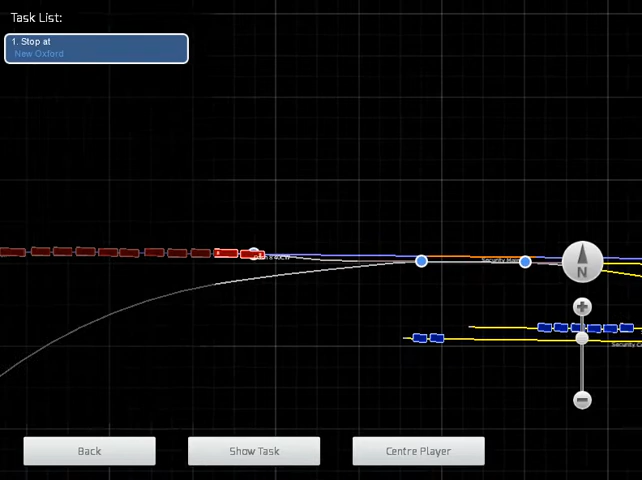 Task List:
1. Stop at
New Oxford
N
Back
Show Task
Centre Player